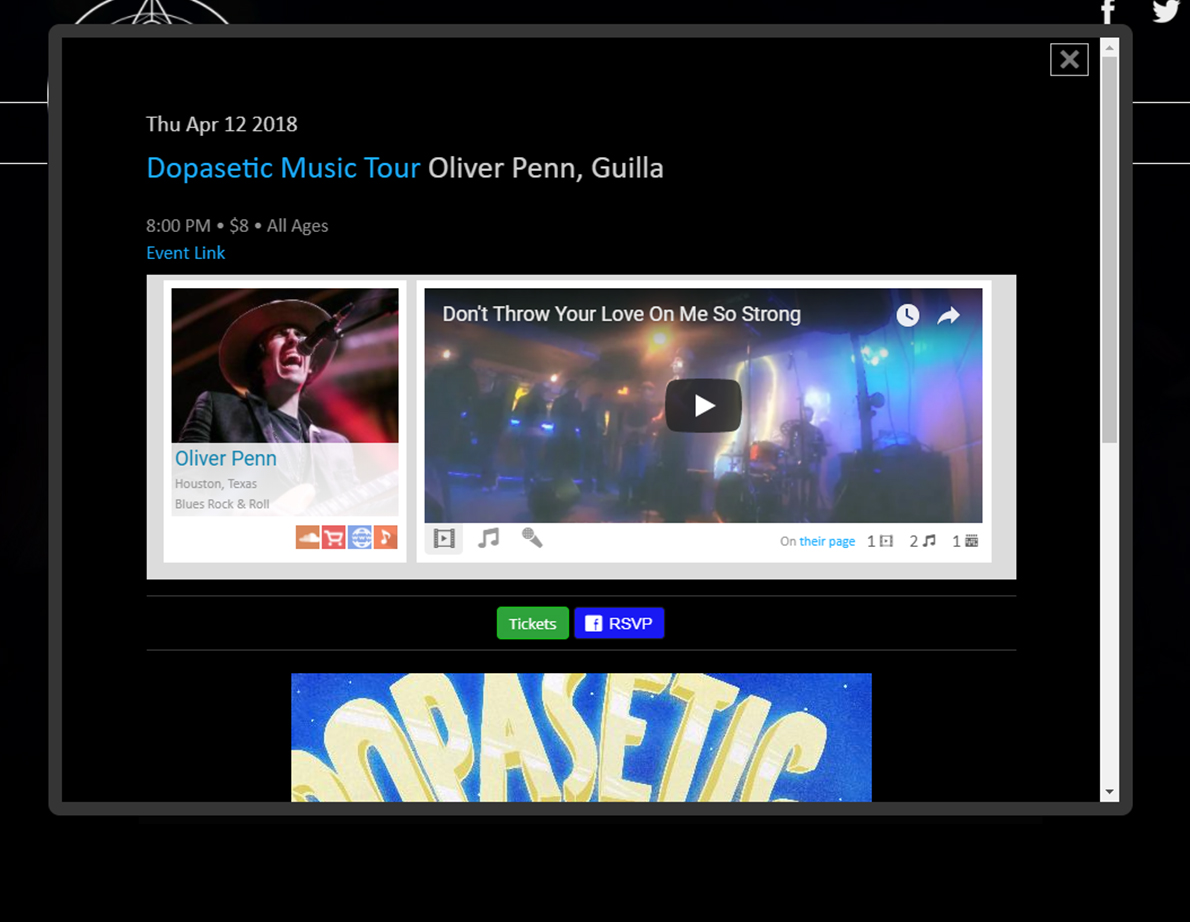 Thu Apr 12 2018
Dopasetic Music Tour Oliver Penn, Guilla
8:00 PM • $8 • All Ages
Event Link
Don't Throw Your Love On Me So Strong
Oliver Penn
Houston, Texas
Blues Rock & Roll
On their page 1 2 1
Tickets RSVP
DOPASETIC